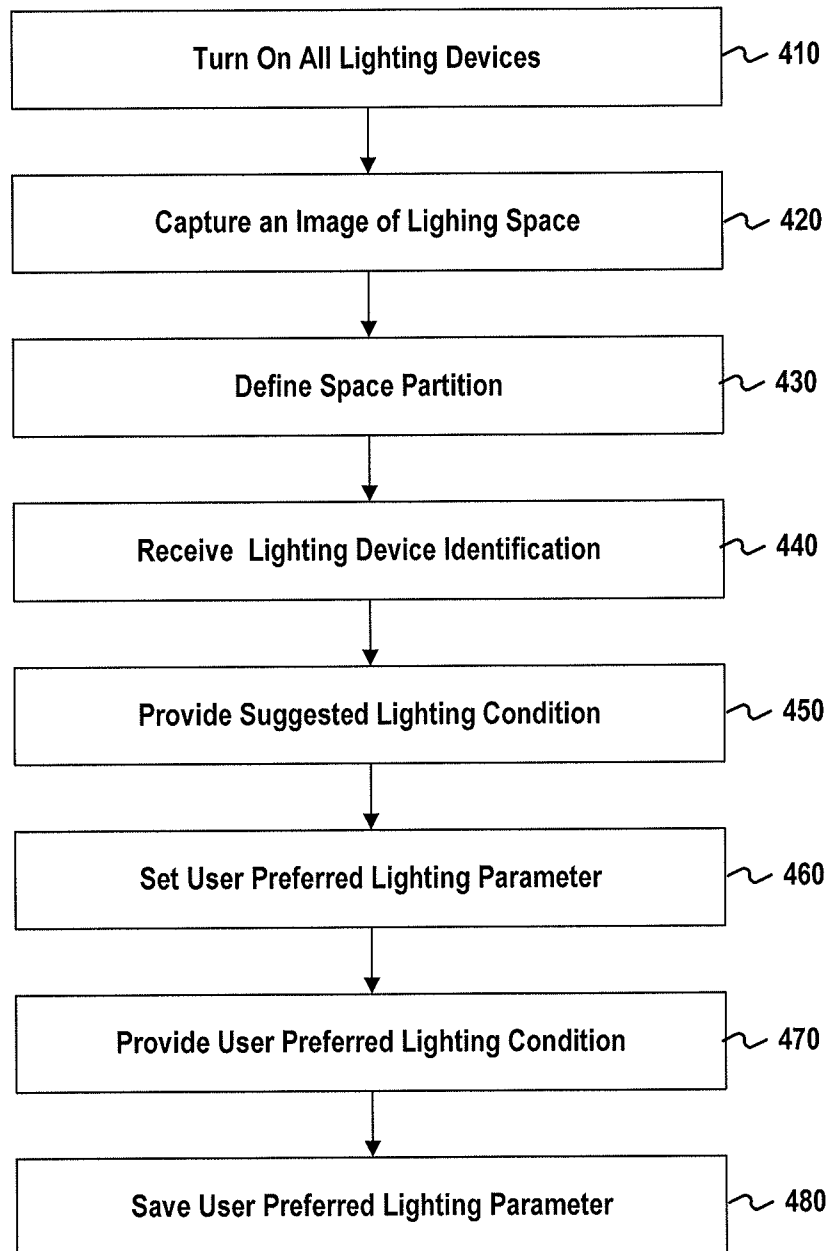 Turn On All Lighting Devices 410
Capture an Image of Lighing Space 420
Define Space Partition 430
Receive Lighting Device Identification 440
Provide Suggested Lighting Condition 450
Set User Preferred Lighting Parameter 460
Provide User Preferred Lighting Condition 470
Save User Preferred Lighting Parameter 480